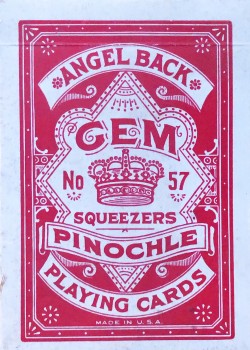 ANGEL BACK
GEM
No 57
SQUEEZERS
PINOCHLE
PLAYING CARDS
MADE IN U.S.A.